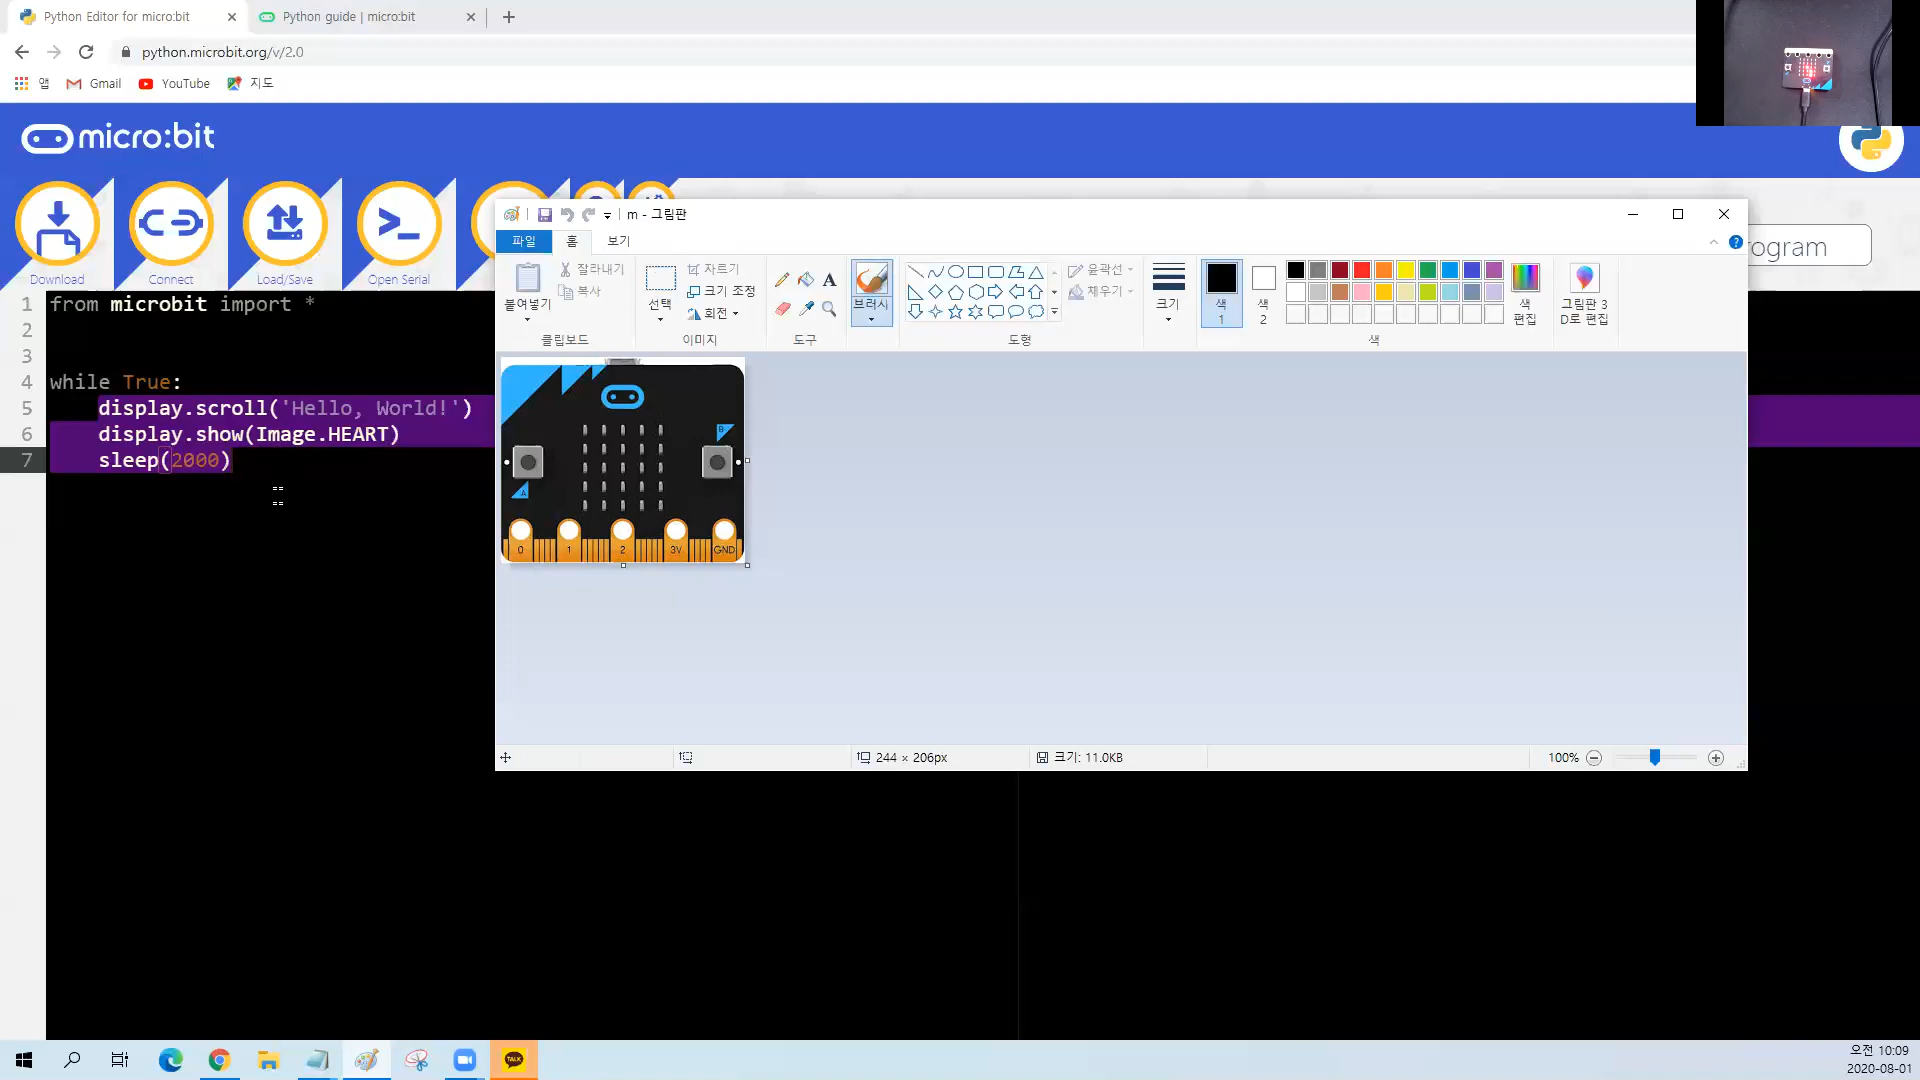 Python Editor for micro:bit
Python guide | micro:bit
python.microbit.org/v/2.0
앱 Gmail YouTube 지도
micro:bit
Download Connect Load/Save Open Serial
rogram
m - 그림판
파일 홈 보기
붙여넣기 잘라내기 복사
클립보드
선택 자르기 크기 조정 회전
이미지
A
도구
브러시
윤곽선 채우기
도형
크기
색 1 색 2
색 편집
색
그림판 3D로 편집
1 from microbit import *
2
3
4 while True:
5 display.scroll('Hello, World!')
6 display.show(Image.HEART)
7 sleep(2000)
B
A
0 1 2 3V GND
244 × 206px
크기: 11.0KB
100%
TALK
오전 10:09
2020-08-01